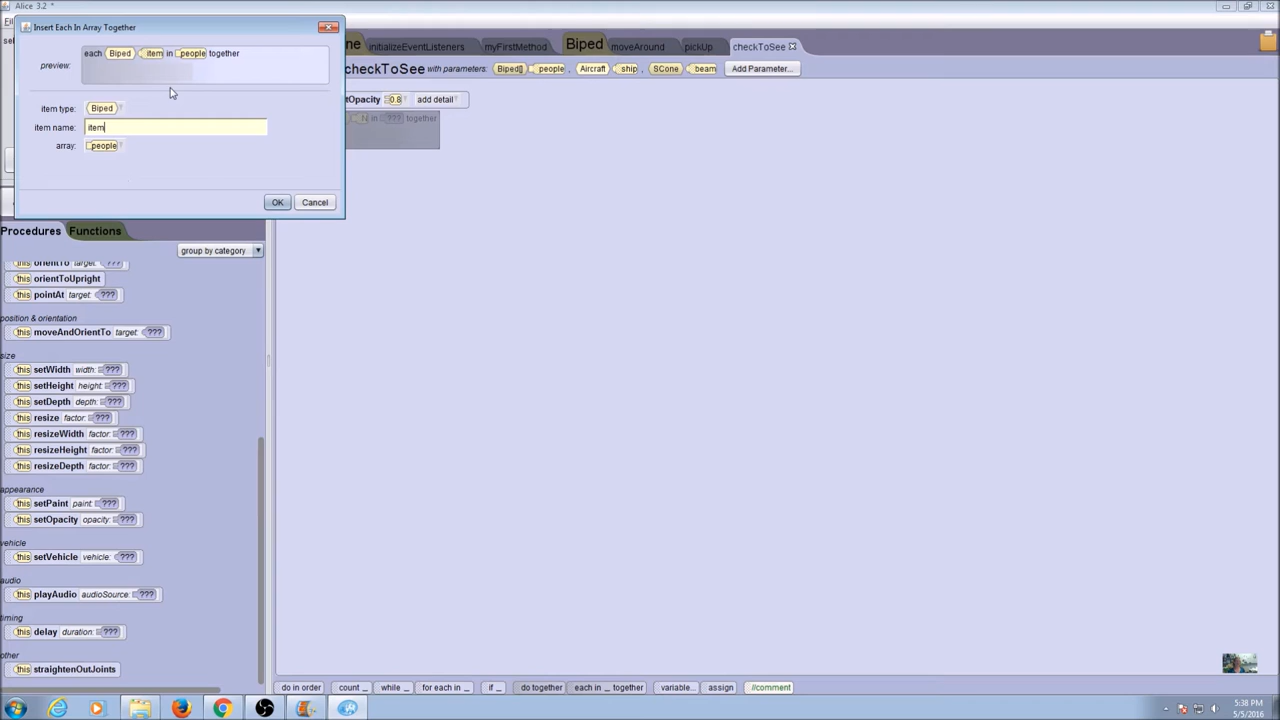 Alice 3.2 *
Insert Each In Array Together
each Biped item in people together
preview:
item type: Biped
item name: item
array: people
OK Cancel
initializeEventListeners myFirstMethod Biped moveAround pickUp checkToSee
checkToSee with parameters: Biped[] people , Aircraft ship , SCone beam Add Parameter...
0.8 add detail
in ??? together
Procedures Functions
group by category
this orientTo target: ???
this orientToUpright
this pointAt target: ???
position & orientation
this moveAndOrientTo target: ???
size
this setWidth width: ???
this setHeight height: ???
this setDepth depth: ???
this resize factor: ???
this resizeWidth factor: ???
this resizeHeight factor: ???
this resizeDepth factor: ???
appearance
this setPaint paint: ???
this setOpacity opacity: ???
vehicle
this setVehicle vehicle: ???
audio
this playAudio audioSource: ???
timing
this delay duration: ???
other
this straightenOutJoints
do in order count _ while _ for each in _ if _ do together each in _ together variable... assign //comment
5:38 PM
5/5/2016